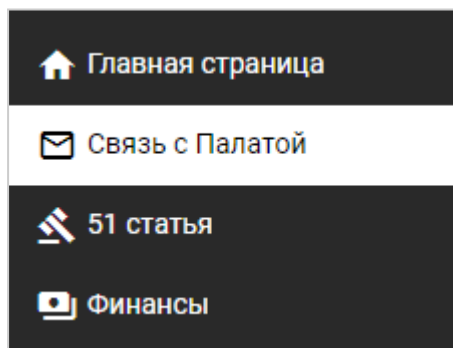 Главная страница
Связь с Палатой
51 статья
Финансы